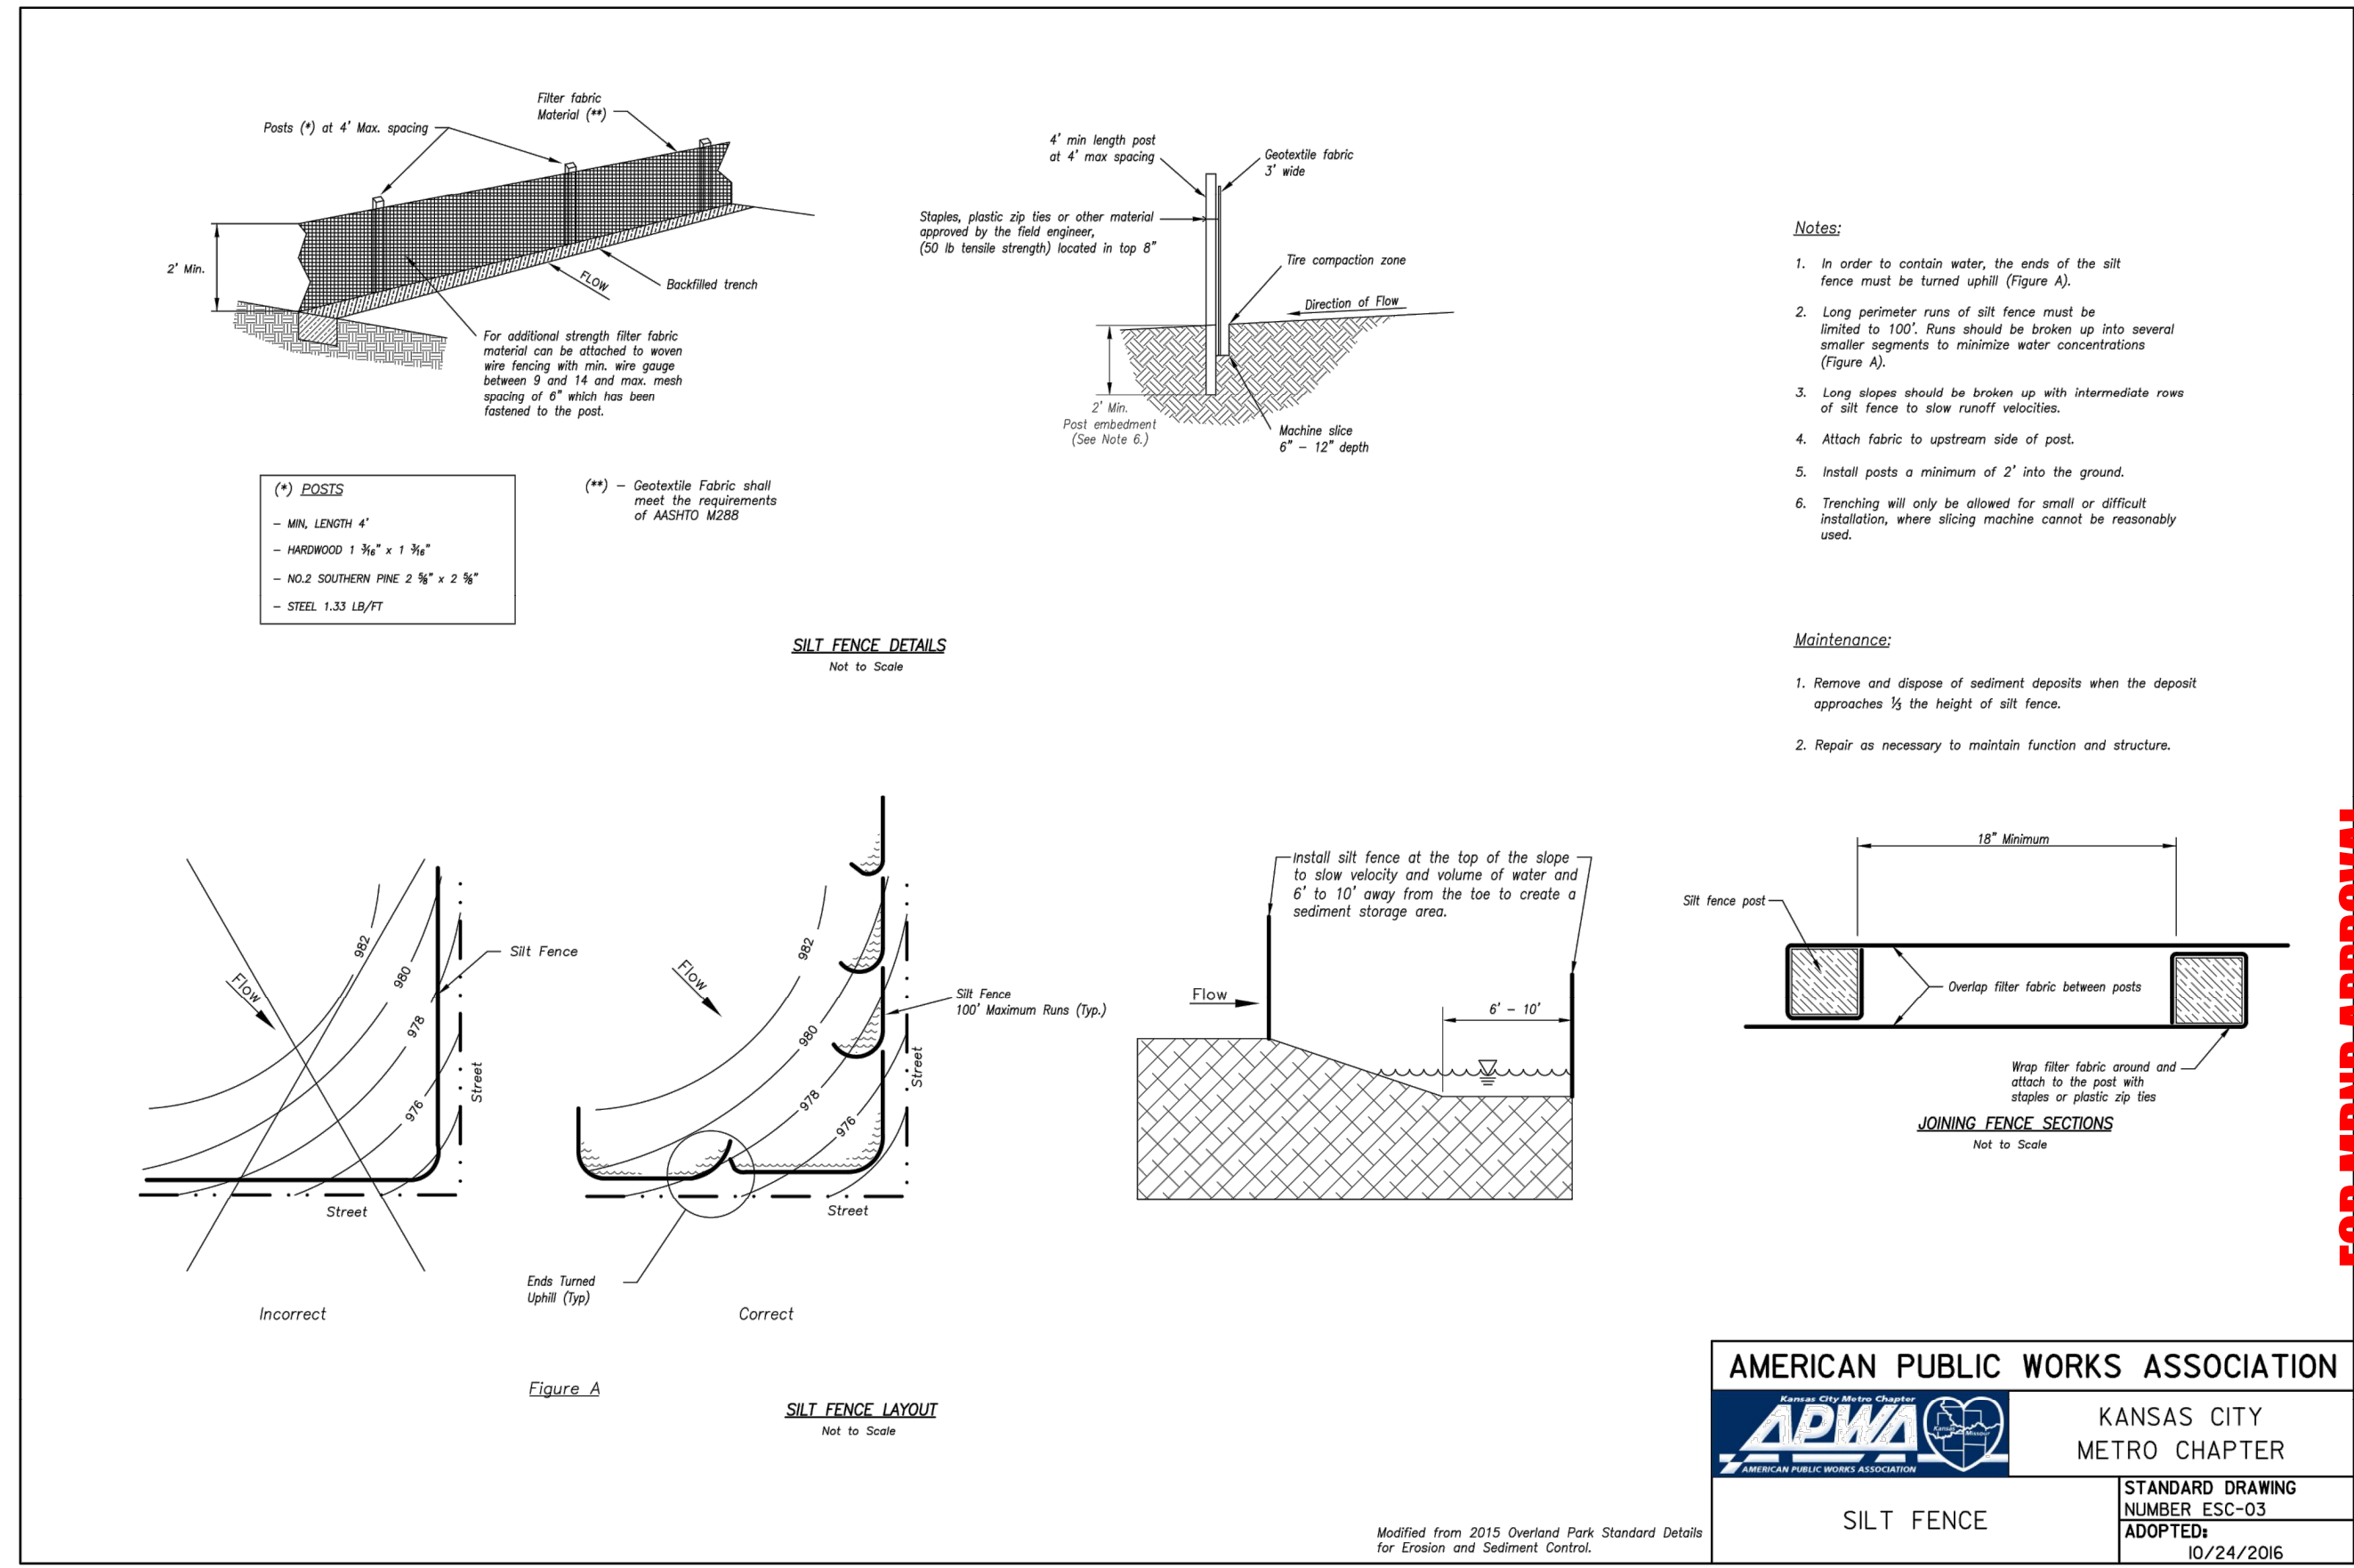 Filter fabric
Material (**)
Posts (*) at 4' Max. spacing
2' Min.
FLOW
Backfilled trench
For additional strength filter fabric
material can be attached to woven
wire fencing with min. wire gauge
between 9 and 14 and max. mesh
spacing of 6" which has been
fastened to the post.
(*) POSTS
– MIN, LENGTH 4'
– HARDWOOD 1 3/16" x 1 3/16"
– NO.2 SOUTHERN PINE 2 5/8" x 2 5/8"
– STEEL 1.33 LB/FT
(**) – Geotextile Fabric shall
meet the requirements
of AASHTO M288
4' min length post
at 4' max spacing
Geotextile fabric
3' wide
Staples, plastic zip ties or other material
approved by the field engineer,
(50 lb tensile strength) located in top 8"
Tire compaction zone
Direction of Flow
2' Min.
Post embedment
(See Note 6.)
Machine slice
6" – 12" depth
SILT FENCE DETAILS
Not to Scale
Notes:
1. In order to contain water, the ends of the silt
fence must be turned uphill (Figure A).
2. Long perimeter runs of silt fence must be
limited to 100'. Runs should be broken up into several
smaller segments to minimize water concentrations
(Figure A).
3. Long slopes should be broken up with intermediate rows
of silt fence to slow runoff velocities.
4. Attach fabric to upstream side of post.
5. Install posts a minimum of 2' into the ground.
6. Trenching will only be allowed for small or difficult
installation, where slicing machine cannot be reasonably
used.
Maintenance:
1. Remove and dispose of sediment deposits when the deposit
approaches 1/3 the height of silt fence.
2. Repair as necessary to maintain function and structure.
982
980
978
976
Flow
Silt Fence
Street
Street
Incorrect
982
980
978
976
Flow
Silt Fence
100' Maximum Runs (Typ.)
Street
Street
Ends Turned
Uphill (Typ)
Correct
Figure A
SILT FENCE LAYOUT
Not to Scale
Install silt fence at the top of the slope
to slow velocity and volume of water and
6' to 10' away from the toe to create a
sediment storage area.
Flow
6' – 10'
18" Minimum
Silt fence post
Overlap filter fabric between posts
Wrap filter fabric around and
attach to the post with
staples or plastic zip ties
JOINING FENCE SECTIONS
Not to Scale
Modified from 2015 Overland Park Standard Details
for Erosion and Sediment Control.
AMERICAN PUBLIC WORKS ASSOCIATION
Kansas City Metro Chapter
APWA
Kansas
Missouri
AMERICAN PUBLIC WORKS ASSOCIATION
KANSAS CITY
METRO CHAPTER
SILT FENCE
STANDARD DRAWING
NUMBER ESC-03
ADOPTED:
10/24/2016